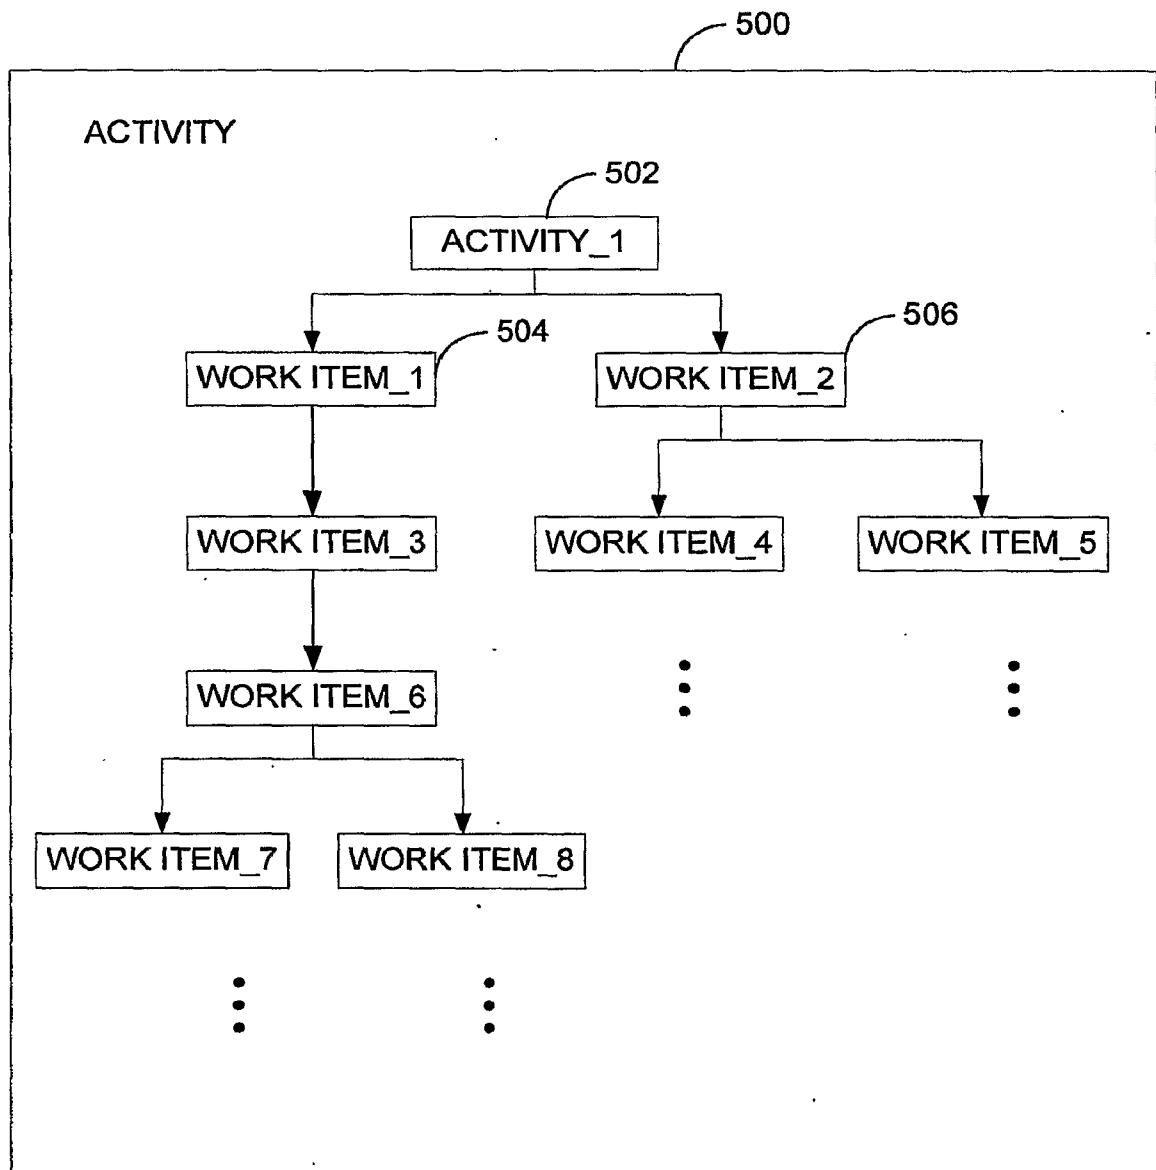 500
ACTIVITY
502
ACTIVITY_1
504
506
WORK ITEM_1
WORK ITEM_2
WORK ITEM_3
WORK ITEM_4
WORK ITEM_5
WORK ITEM_6
WORK ITEM_7
WORK ITEM_8